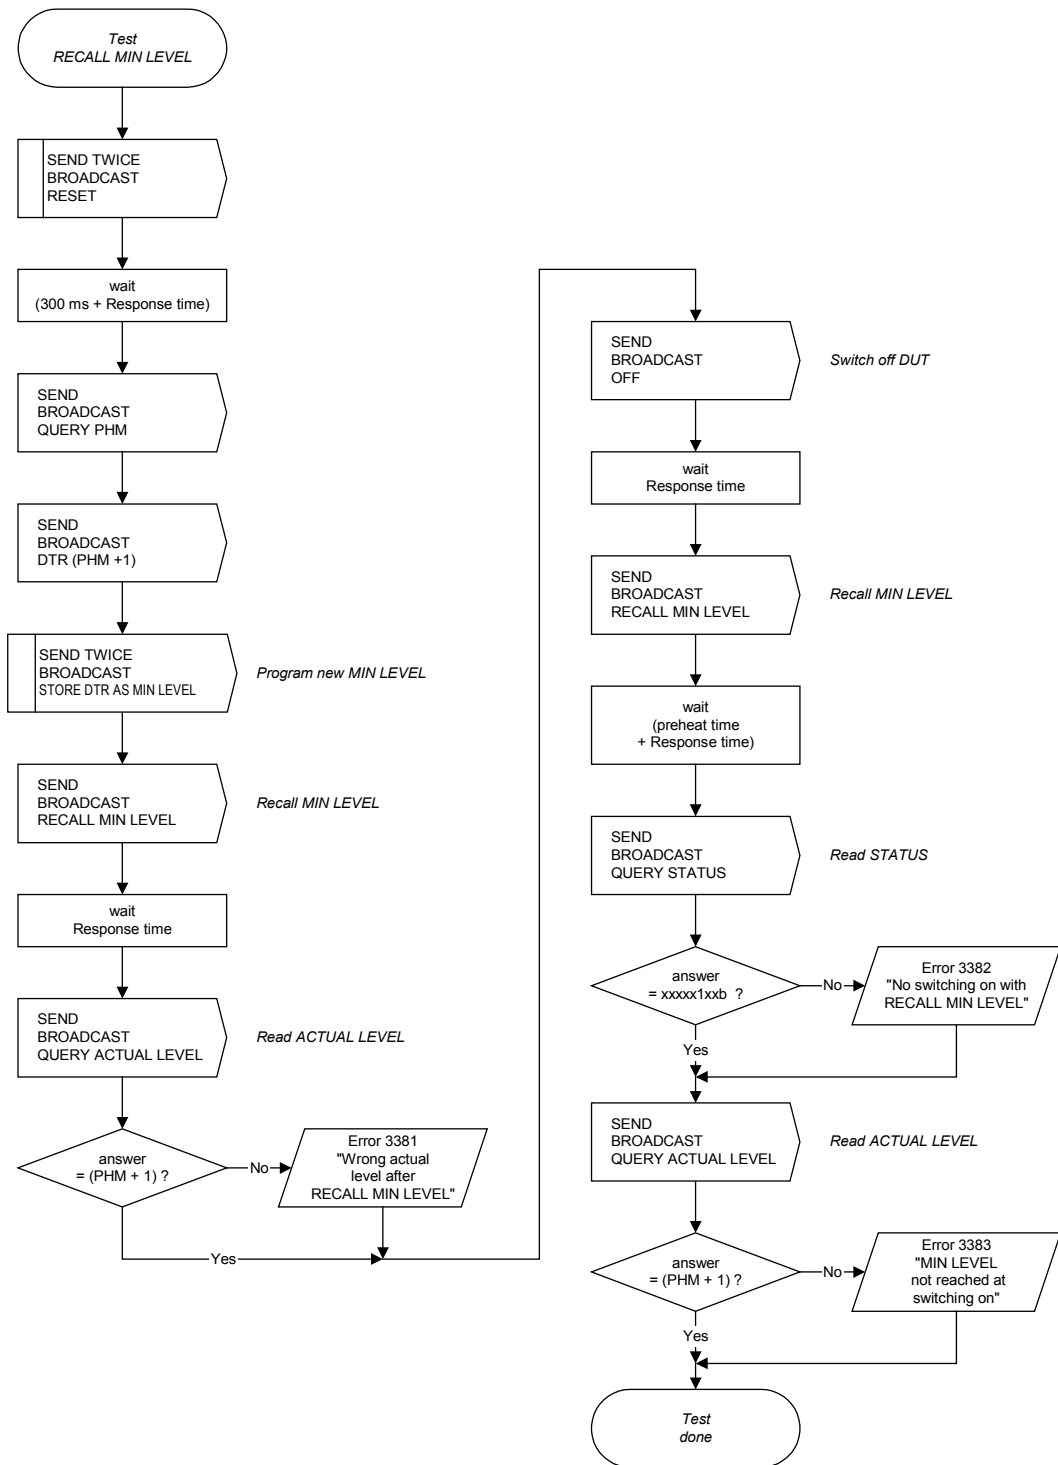 Test
RECALL MIN LEVEL
SEND TWICE
BROADCAST
RESET
wait
(300 ms + Response time)
SEND
BROADCAST
QUERY PHM
SEND
BROADCAST
DTR (PHM +1)
SEND TWICE
BROADCAST
STORE DTR AS MIN LEVEL
Program new MIN LEVEL
SEND
BROADCAST
RECALL MIN LEVEL
Recall MIN LEVEL
wait
Response time
SEND
BROADCAST
QUERY ACTUAL LEVEL
Read ACTUAL LEVEL
answer
= (PHM + 1) ?
No
Error 3381
"Wrong actual
level after
RECALL MIN LEVEL"
Yes
SEND
BROADCAST
OFF
Switch off DUT
wait
Response time
SEND
BROADCAST
RECALL MIN LEVEL
Recall MIN LEVEL
wait
(preheat time
+ Response time)
SEND
BROADCAST
QUERY STATUS
Read STATUS
answer
= xxxxx1xxb ?
No
Error 3382
"No switching on with
RECALL MIN LEVEL"
Yes
SEND
BROADCAST
QUERY ACTUAL LEVEL
Read ACTUAL LEVEL
answer
= (PHM + 1) ?
No
Error 3383
"MIN LEVEL
not reached at
switching on"
Yes
Test
done